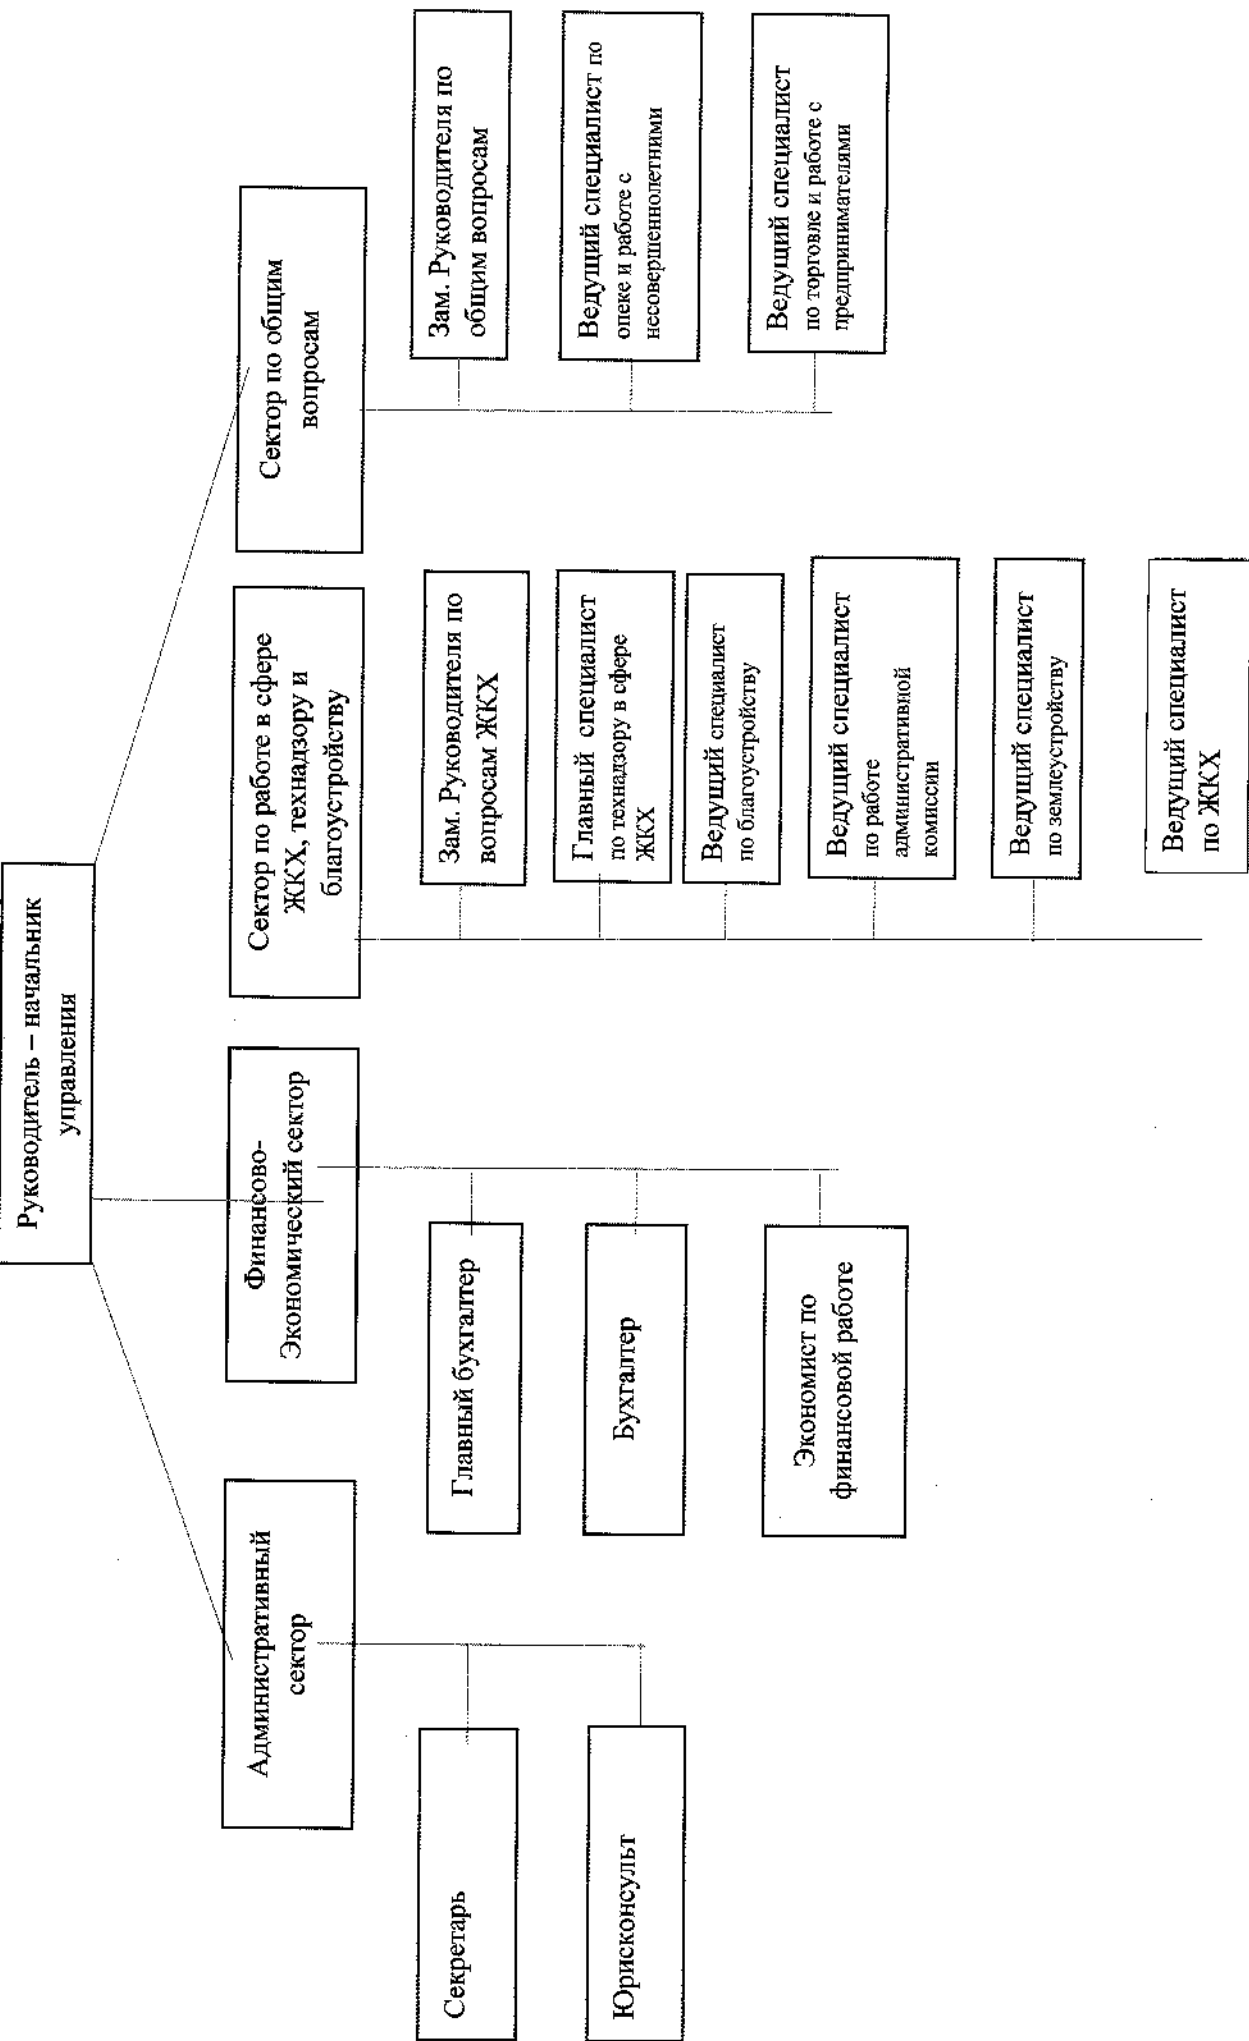 Руководитель – начальник
управления
Административный
сектор
Секретарь
Юрисконсульт
Финансово-
Экономический сектор
Главный бухгалтер
Бухгалтер
Экономист по
финансовой работе
Сектор по работе в сфере
ЖКХ, технадзору и
благоустройству
Зам. Руководителя по
вопросам ЖКХ
Главный специалист
по технадзору в сфере
ЖКХ
Ведущий специалист
по благоустройству
Ведущий специалист
по работе
административной
комиссии
Ведущий специалист
по землеустройству
Ведущий специалист
по ЖКХ
Сектор по общим
вопросам
Зам. Руководителя по
общим вопросам
Ведущий специалист по
опеке и работе с
несовершеннолетними
Ведущий специалист
по торговле и работе с
предпринимателями